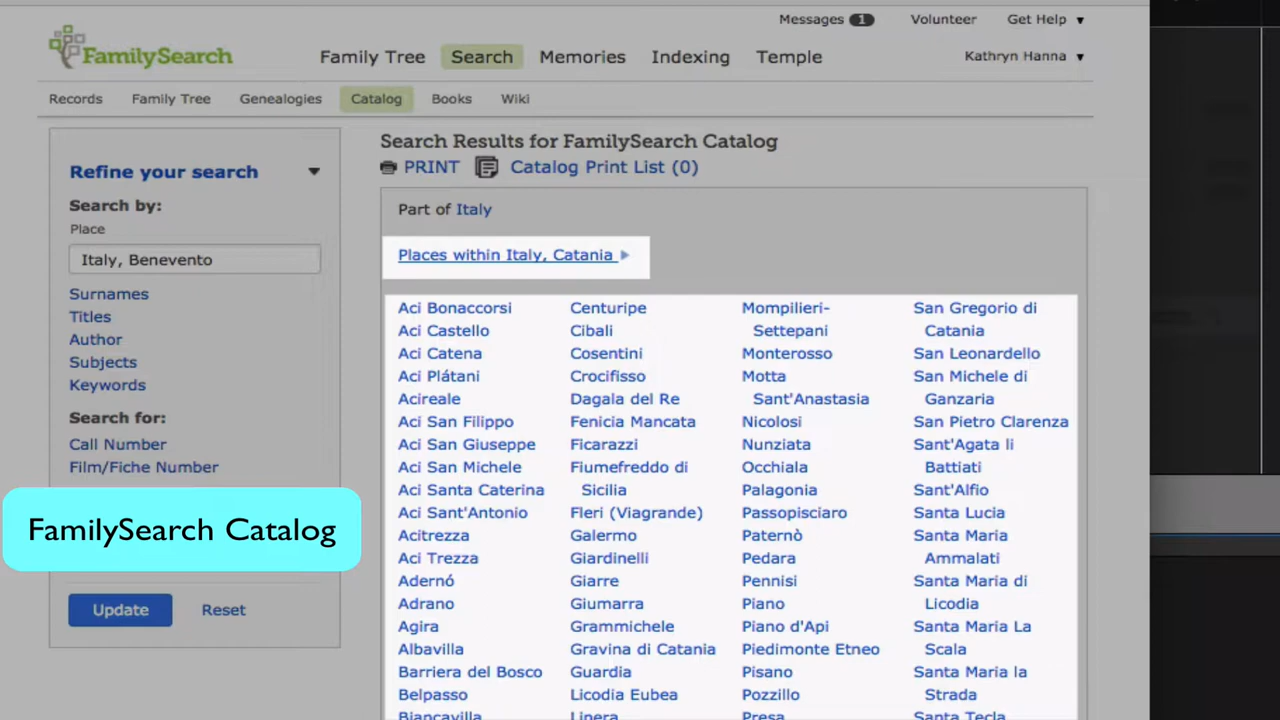 Messages 1 Volunteer Get Help
FamilySearch
Family Tree Search Memories Indexing Temple
Kathryn Hanna
Records Family Tree Genealogies Catalog Books Wiki
Refine your search
Search by:
Place
Italy, Benevento
Surnames
Titles
Author
Subjects
Keywords
Search for:
Call Number
Film/Fiche Number
FamilySearch Catalog
Update Reset
Search Results for FamilySearch Catalog
PRINT Catalog Print List (0)
Part of Italy
Places within Italy, Catania
Aci Bonaccorsi
Aci Castello
Aci Catena
Aci Plátani
Acireale
Aci San Filippo
Aci San Giuseppe
Aci San Michele
Aci Santa Caterina
Aci Sant'Antonio
Acitrezza
Aci Trezza
Adernó
Adrano
Agira
Albavilla
Barriera del Bosco
Belpasso
Biancavilla
Centuripe
Cibali
Cosentini
Crocifisso
Dagala del Re
Fenicia Mancata
Ficarazzi
Fiumefreddo di
Sicilia
Fleri (Viagrande)
Galermo
Giardinelli
Giarre
Giumarra
Grammichele
Gravina di Catania
Guardia
Licodia Eubea
Linera
Mompilieri-
Settepani
Monterosso
Motta
Sant'Anastasia
Nicolosi
Nunziata
Occhiala
Palagonia
Passopisciaro
Paternò
Pedara
Pennisi
Piano
Piano d'Api
Piedimonte Etneo
Pisano
Pozzillo
Presa
San Gregorio di
Catania
San Leonardello
San Michele di
Ganzaria
San Pietro Clarenza
Sant'Agata li
Battiati
Sant'Alfio
Santa Lucia
Santa Maria
Ammalati
Santa Maria di
Licodia
Santa Maria La
Scala
Santa Maria la
Strada
Santa Tecla